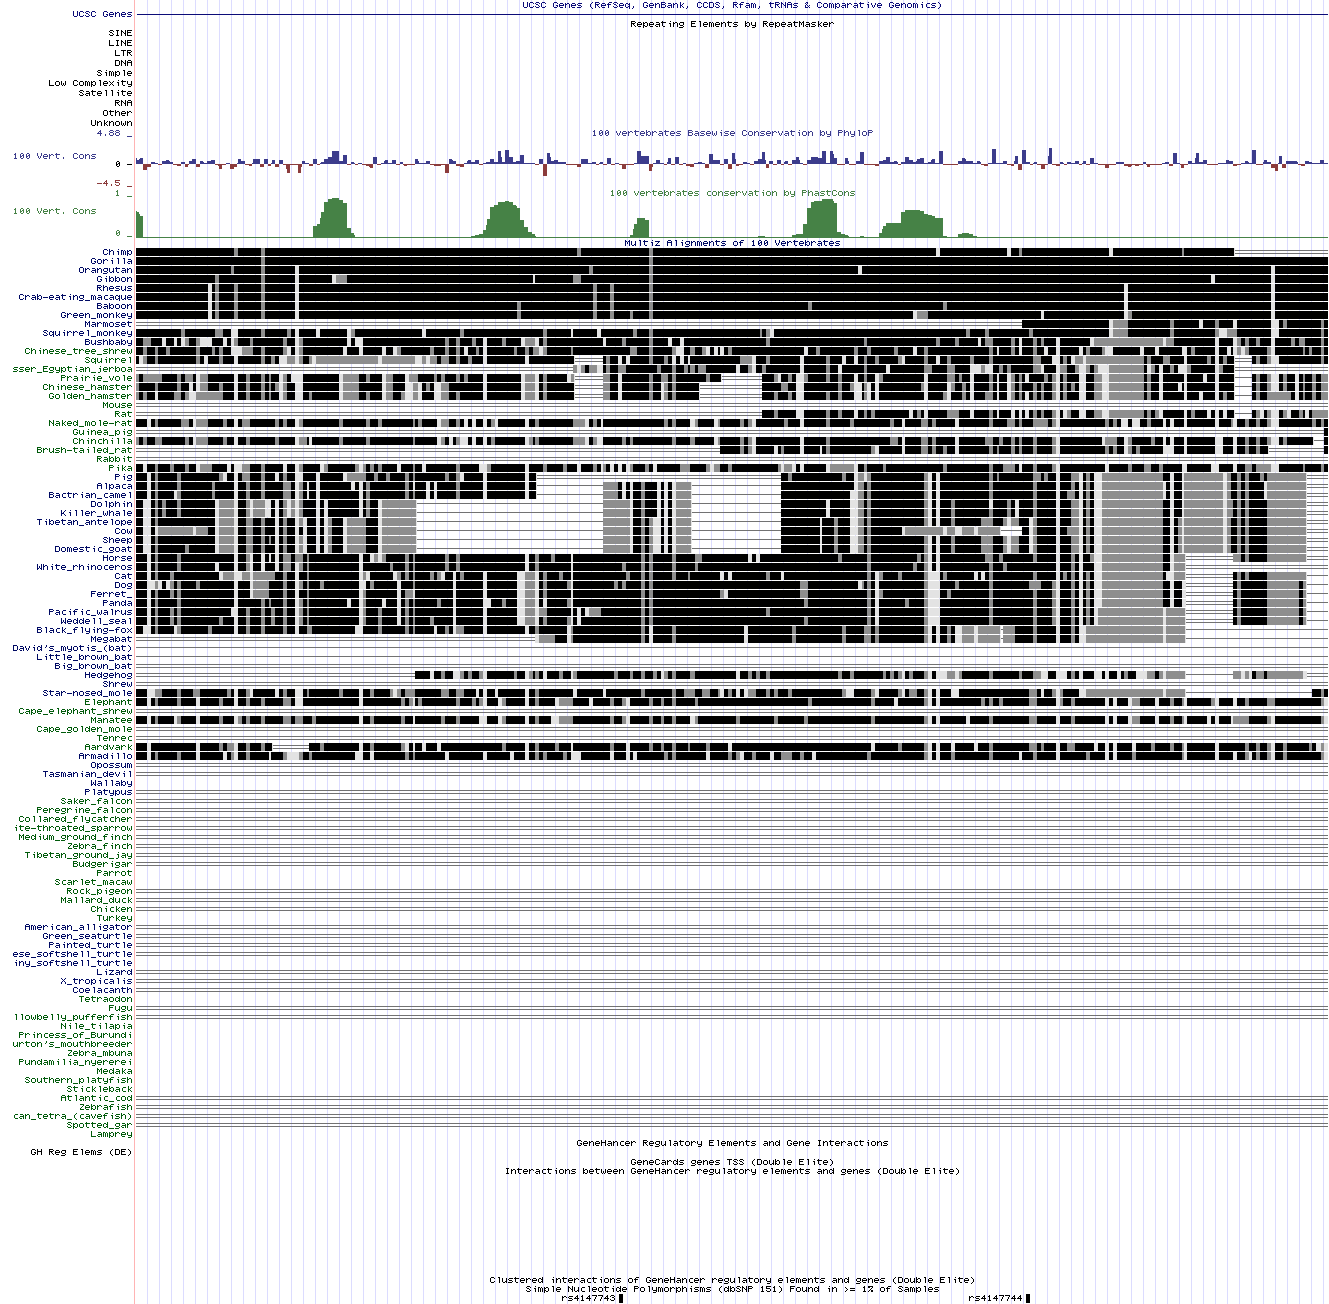 UCSC Genes (RefSeq, GenBank, CCDS, Rfam, tRNAs & Comparative Genomics)
UCSC Genes
Repeating Elements by RepeatMasker
SINE
LINE
LTR
DNA
Simple
Low Complexity
Satellite
RNA
Other
Unknown
4.88 _
100 vertebrates Basewise Conservation by PhyloP
100 Vert. Cons
0 _
-4.5 _
1 _
100 vertebrates conservation by PhastCons
100 Vert. Cons
0 _
Multiz Alignments of 100 Vertebrates
Chimp
Gorilla
Orangutan
Gibbon
Rhesus
Crab-eating_macaque
Baboon
Green_monkey
Marmoset
Squirrel_monkey
Bushbaby
Chinese_tree_shrew
Squirrel
sser_Egyptian_jerboa
Prairie_vole
Chinese_hamster
Golden_hamster
Mouse
Rat
Naked_mole-rat
Guinea_pig
Chinchilla
Brush-tailed_rat
Rabbit
Pika
Pig
Alpaca
Bactrian_camel
Dolphin
Killer_whale
Tibetan_antelope
Cow
Sheep
Domestic_goat
Horse
White_rhinoceros
Cat
Dog
Ferret_
Panda
Pacific_walrus
Weddell_seal
Black_flying-fox
Megabat
David's_myotis_(bat)
Little_brown_bat
Big_brown_bat
Hedgehog
Shrew
Star-nosed_mole
Elephant
Cape_elephant_shrew
Manatee
Cape_golden_mole
Tenrec
Aardvark
Armadillo
Opossum
Tasmanian_devil
Wallaby
Platypus
Saker_falcon
Peregrine_falcon
Collared_flycatcher
ite-throated_sparrow
Medium_ground_finch
Zebra_finch
Tibetan_ground_jay
Budgerigar
Parrot
Scarlet_macaw
Rock_pigeon
Mallard_duck
Chicken
Turkey
American_alligator
Green_seaturtle
Painted_turtle
ese_softshell_turtle
iny_softshell_turtle
Lizard
X_tropicalis
Coelacanth
Tetraodon
Fugu
llowbelly_pufferfish
Nile_tilapia
Princess_of_Burundi
urton's_mouthbreeder
Zebra_mbuna
Pundamilia_nyererei
Medaka
Southern_platyfish
Stickleback
Atlantic_cod
Zebrafish
can_tetra_(cavefish)
Spotted_gar
Lamprey
GeneHancer Regulatory Elements and Gene Interactions
GH Reg Elems (DE)
GeneCards genes TSS (Double Elite)
Interactions between GeneHancer regulatory elements and genes (Double Elite)
Clustered interactions of GeneHancer regulatory elements and genes (Double Elite)
Simple Nucleotide Polymorphisms (dbSNP 151) Found in >= 1% of Samples
rs4147743
rs4147744